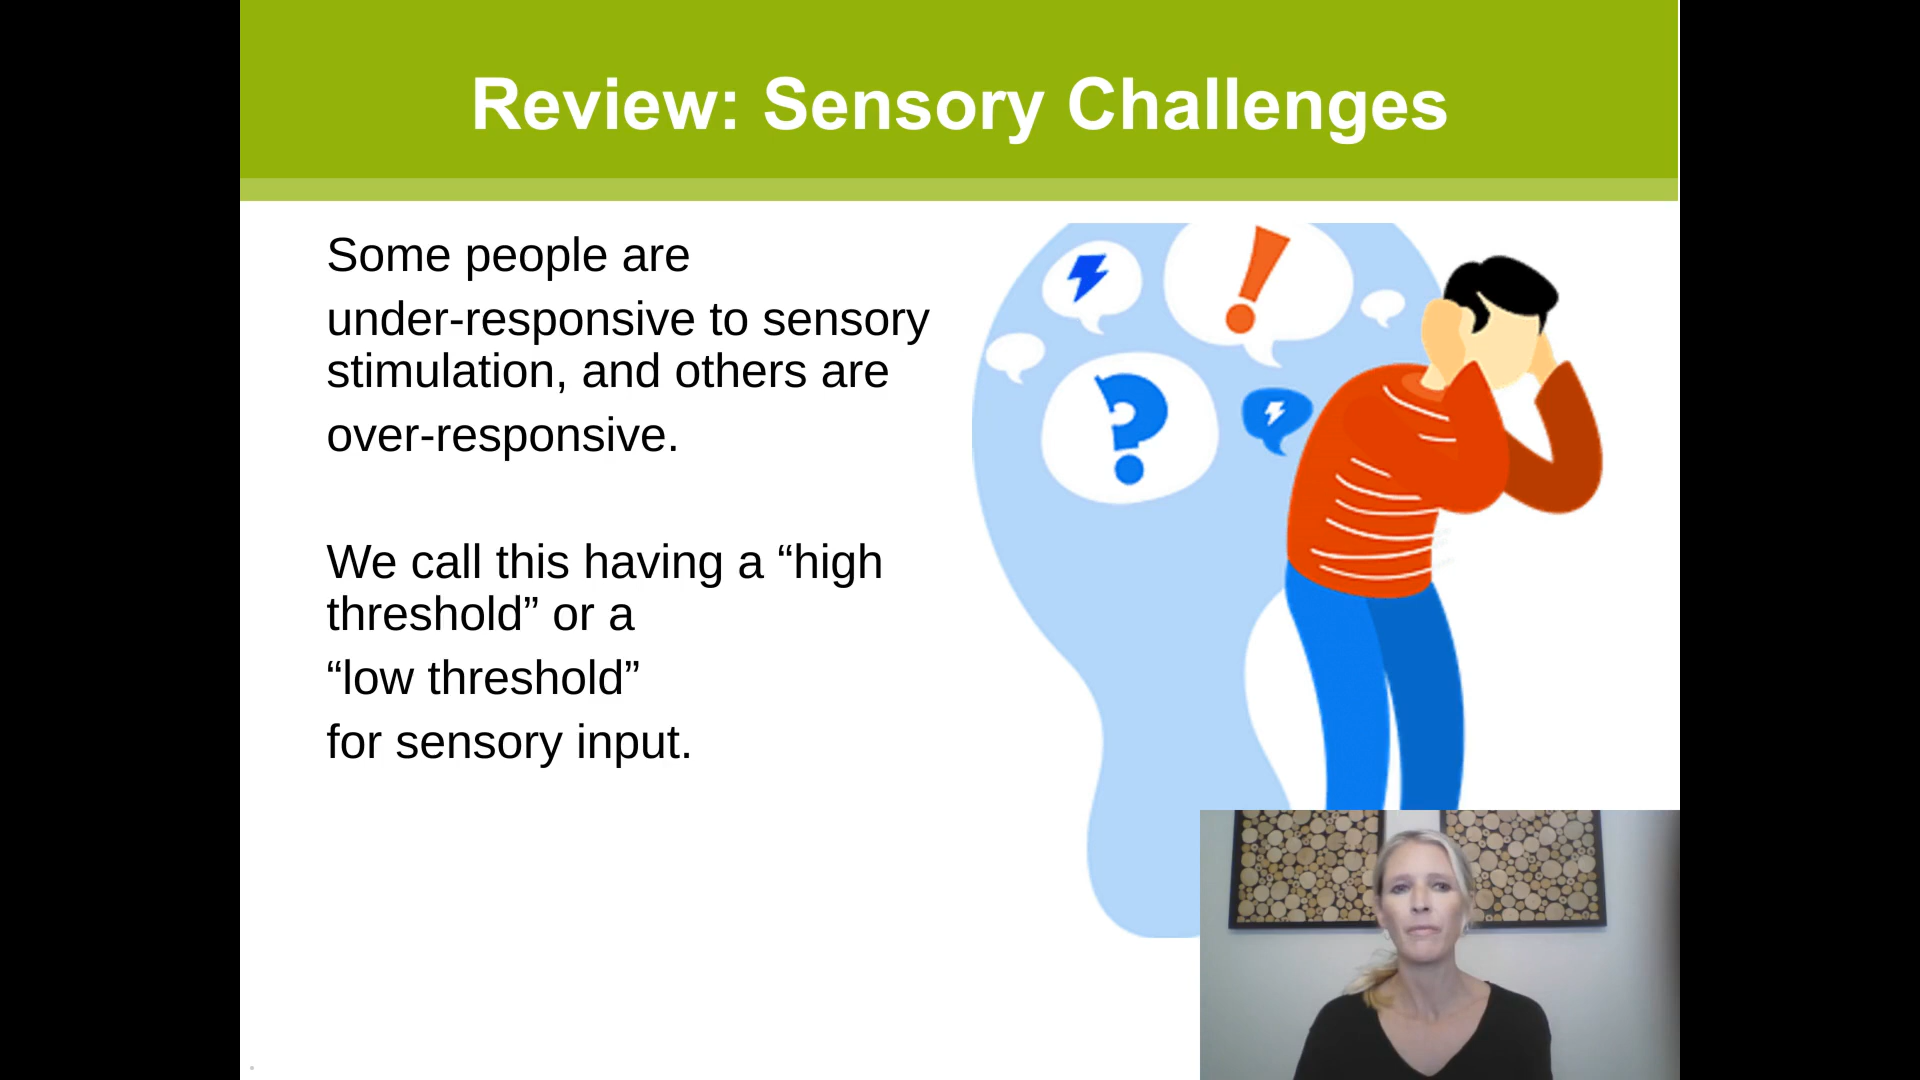 Review: Sensory Challenges
Some people are
under-responsive to sensory
stimulation, and others are
over-responsive.
We call this having a “high
threshold” or a
“low threshold”
for sensory input.